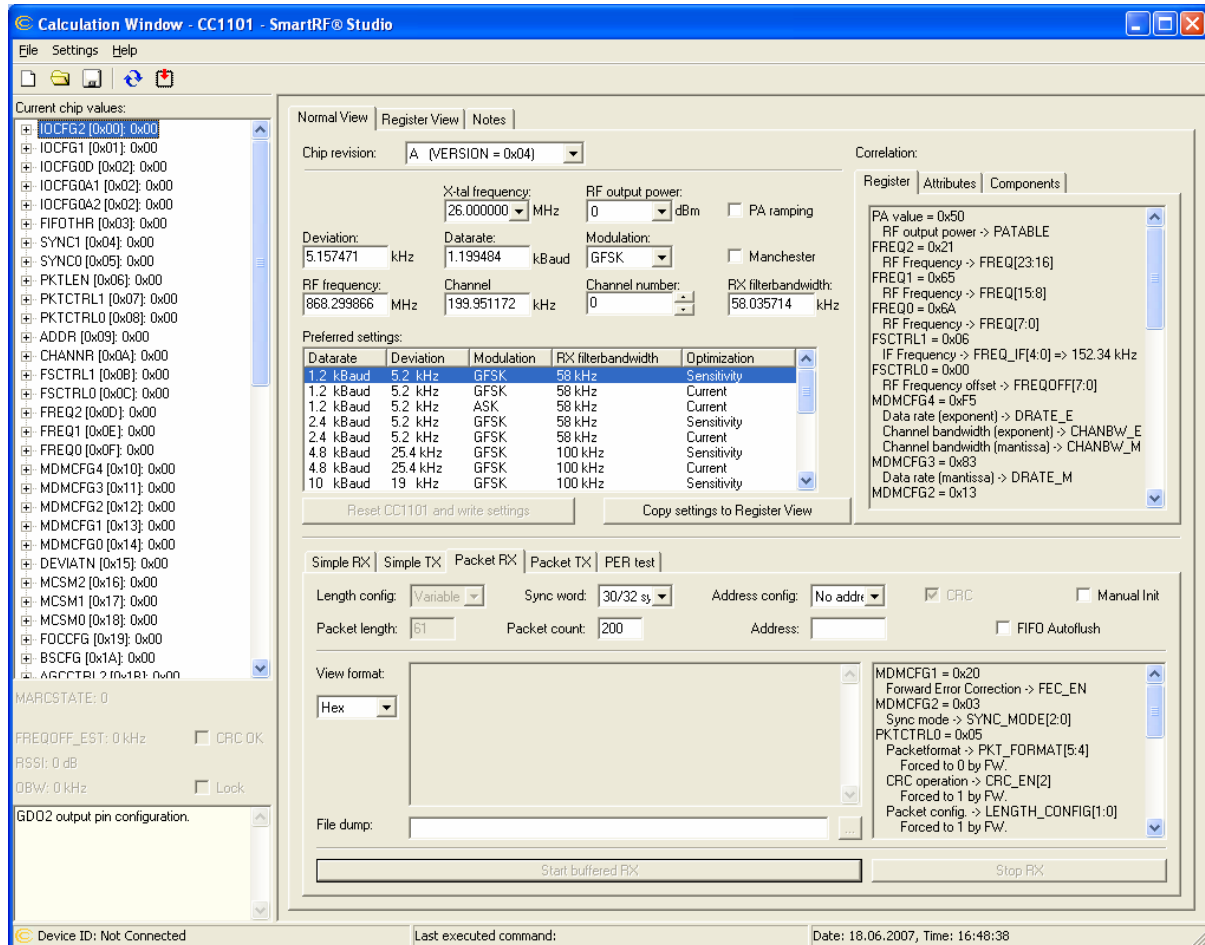 Calculation Window - CC1101 - SmartRF® Studio
File Settings Help
Current chip values:
IOCFG2 [0x00]: 0x00
IOCFG1 [0x01]: 0x00
IOCFG0D [0x02]: 0x00
IOCFG0A1 [0x02]: 0x00
IOCFG0A2 [0x02]: 0x00
FIFOTHR [0x03]: 0x00
SYNC1 [0x04]: 0x00
SYNC0 [0x05]: 0x00
PKTLEN [0x06]: 0x00
PKTCTRL1 [0x07]: 0x00
PKTCTRL0 [0x08]: 0x00
ADDR [0x09]: 0x00
CHANNR [0x0A]: 0x00
FSCTRL1 [0x0B]: 0x00
FSCTRL0 [0x0C]: 0x00
FREQ2 [0x0D]: 0x00
FREQ1 [0x0E]: 0x00
FREQ0 [0x0F]: 0x00
MDMCFG4 [0x10]: 0x00
MDMCFG3 [0x11]: 0x00
MDMCFG2 [0x12]: 0x00
MDMCFG1 [0x13]: 0x00
MDMCFG0 [0x14]: 0x00
DEVIATN [0x15]: 0x00
MCSM2 [0x16]: 0x00
MCSM1 [0x17]: 0x00
MCSM0 [0x18]: 0x00
FOCCFG [0x19]: 0x00
BSCFG [0x1A]: 0x00
AGCCTRL2 [0x1B]: 0x00
MARCSTATE: 0
FREQOFF_EST: 0 kHz CRC OK
RSSI: 0 dB
OBW: 0 kHz Lock
GDO2 output pin configuration.
Normal View Register View Notes
Chip revision: A (VERSION = 0x04)
X-tal frequency: RF output power:
26.000000 MHz 0 dBm PA ramping
Deviation: Datarate: Modulation:
5.157471 kHz 1.199484 kBaud GFSK Manchester
RF frequency: Channel Channel number: RX filterbandwidth:
868.299866 MHz 199.951172 kHz 0 58.035714 kHz
Preferred settings:
Datarate Deviation Modulation RX filterbandwidth Optimization
1.2 kBaud 5.2 kHz GFSK 58 kHz Sensitivity
1.2 kBaud 5.2 kHz GFSK 58 kHz Current
1.2 kBaud 5.2 kHz ASK 58 kHz Current
2.4 kBaud 5.2 kHz GFSK 58 kHz Sensitivity
2.4 kBaud 5.2 kHz GFSK 58 kHz Current
4.8 kBaud 25.4 kHz GFSK 100 kHz Sensitivity
4.8 kBaud 25.4 kHz GFSK 100 kHz Current
10 kBaud 19 kHz GFSK 100 kHz Sensitivity
Reset CC1101 and write settings Copy settings to Register View
Correlation:
Register Attributes Components
PA value = 0x50
RF output power -> PATABLE
FREQ2 = 0x21
RF Frequency -> FREQ[23:16]
FREQ1 = 0x65
RF Frequency -> FREQ[15:8]
FREQ0 = 0x6A
RF Frequency -> FREQ[7:0]
FSCTRL1 = 0x06
IF Frequency -> FREQ_IF[4:0] => 152.34 kHz
FSCTRL0 = 0x00
RF Frequency offset -> FREQOFF[7:0]
MDMCFG4 = 0xF5
Data rate (exponent) -> DRATE_E
Channel bandwidth (exponent) -> CHANBW_E
Channel bandwidth (mantissa) -> CHANBW_M
MDMCFG3 = 0x83
Data rate (mantissa) -> DRATE_M
MDMCFG2 = 0x13
Simple RX Simple TX Packet RX Packet TX PER test
Length config: Variable Sync word: 30/32 sy Address config: No addre CRC Manual Init
Packet length: 61 Packet count: 200 Address: FIFO Autoflush
View format:
Hex
File dump: ...
MDMCFG1 = 0x20
Forward Error Correction -> FEC_EN
MDMCFG2 = 0x03
Sync mode -> SYNC_MODE[2:0]
PKTCTRL0 = 0x05
Packetformat -> PKT_FORMAT[5:4]
Forced to 0 by FW.
CRC operation -> CRC_EN[2]
Forced to 1 by FW.
Packet config. -> LENGTH_CONFIG[1:0]
Forced to 1 by FW.
Start buffered RX Stop RX
Device ID: Not Connected Last executed command: Date: 18.06.2007, Time: 16:48:38